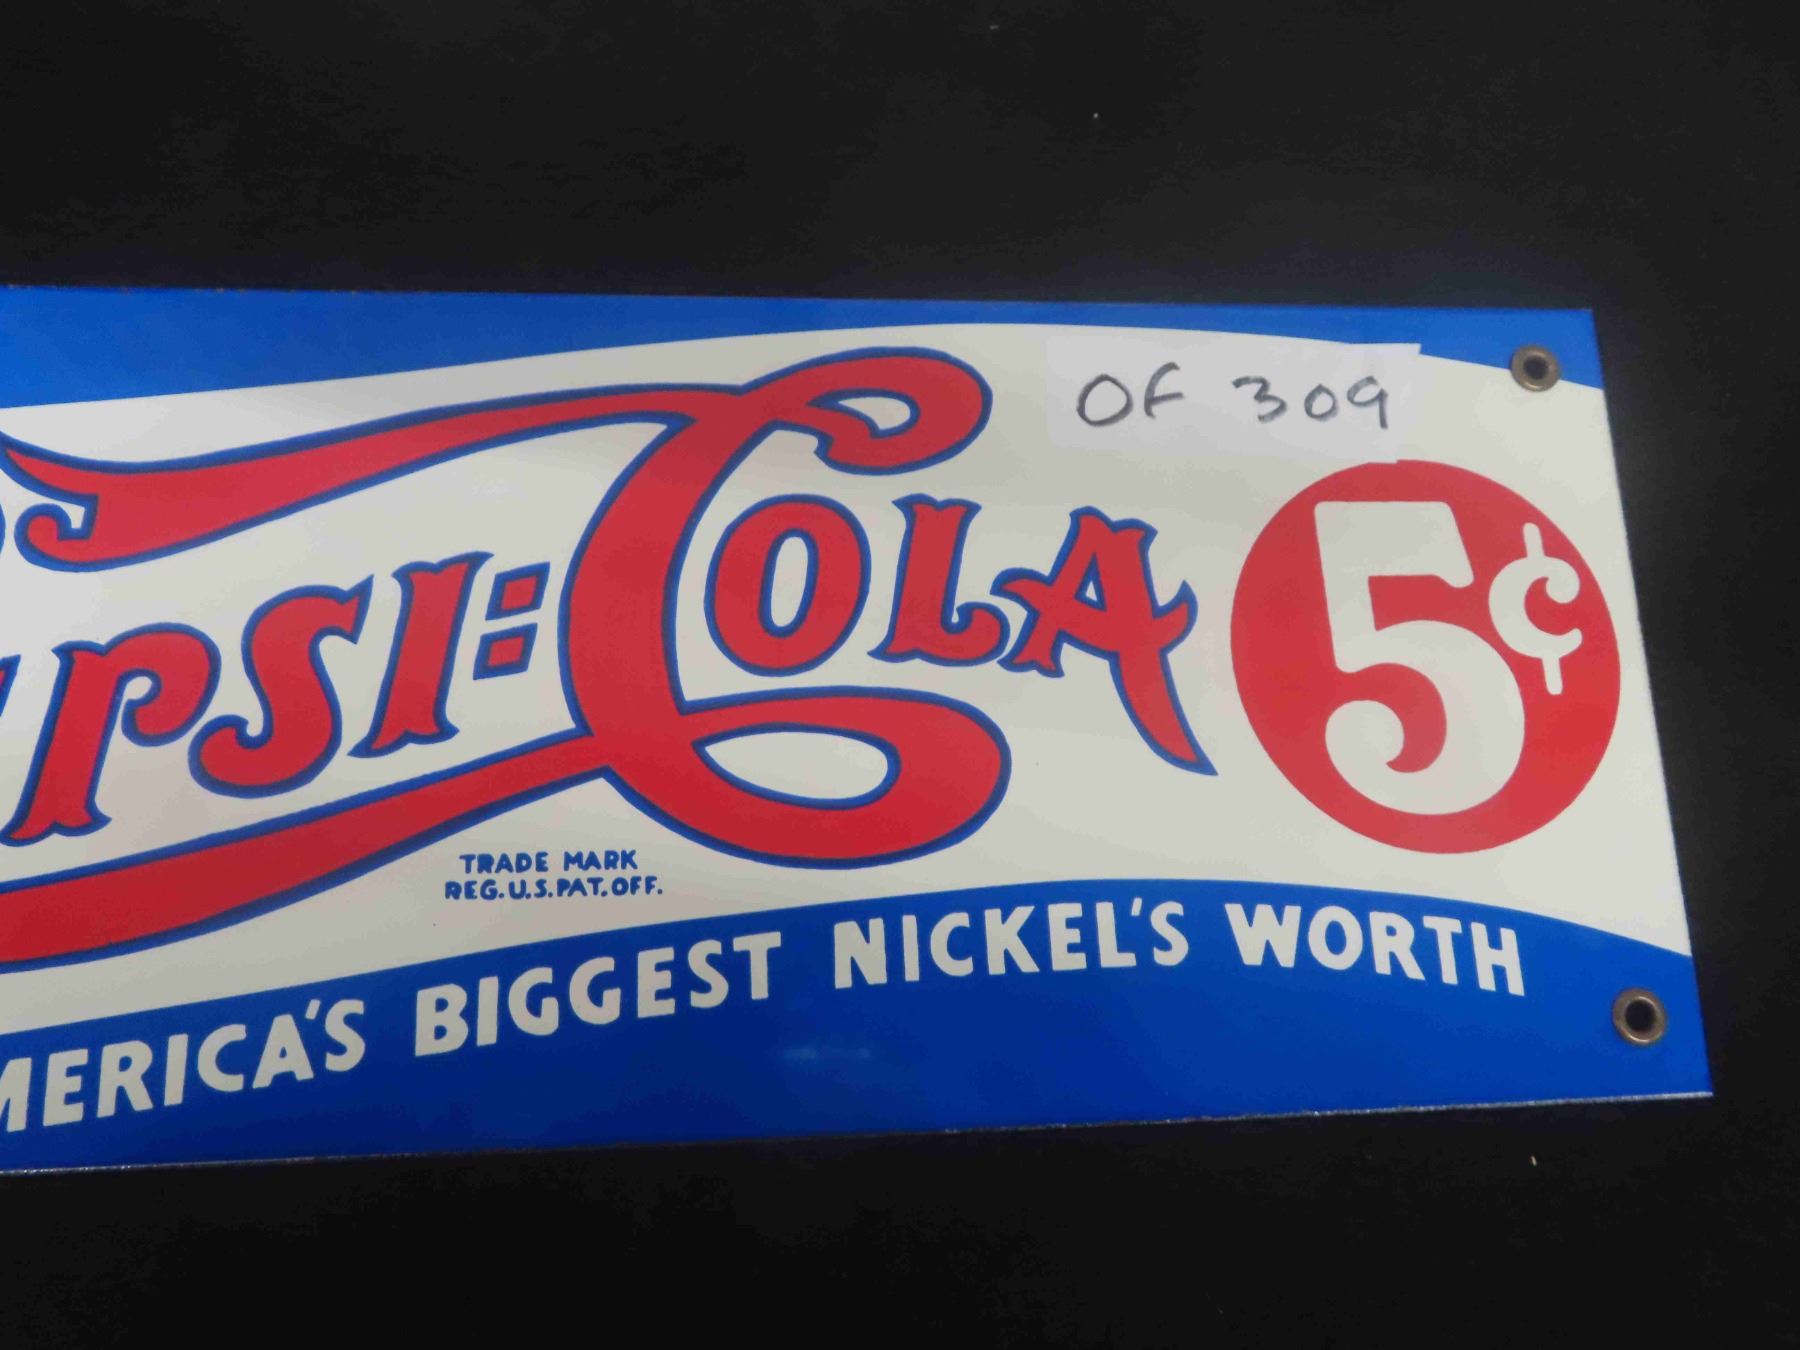 OF 309
PSI:COLA
5¢
TRADE MARK
REG.U.S.PAT.OFF.
MERICA'S BIGGEST NICKEL'S WORTH